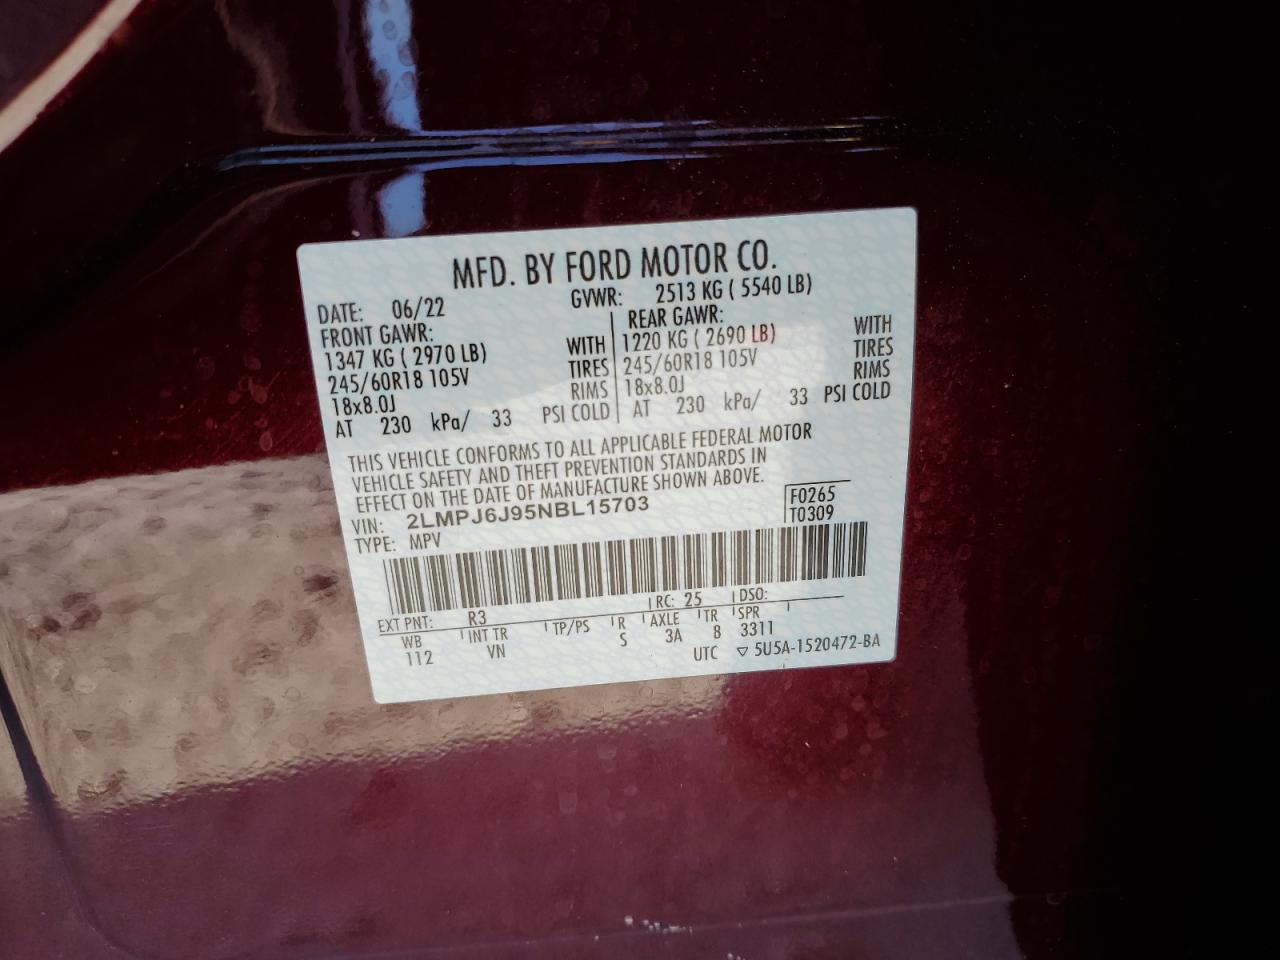 MFD. BY FORD MOTOR CO.
DATE: 06/22 GVWR: 2513 KG ( 5540 LB)
FRONT GAWR: REAR GAWR:
1347 KG ( 2970 LB) WITH 1220 KG ( 2690 LB) WITH
245/60R18 105V TIRES 245/60R18 105V TIRES
18x8.0J RIMS 18x8.0J RIMS
AT 230 kPa/ 33 PSI COLD AT 230 kPa/ 33 PSI COLD
THIS VEHICLE CONFORMS TO ALL APPLICABLE FEDERAL MOTOR
VEHICLE SAFETY AND THEFT PREVENTION STANDARDS IN
EFFECT ON THE DATE OF MANUFACTURE SHOWN ABOVE.
VIN: 2LMPJ6J95NBL15703 F0265
TYPE: MPV T0309
EXT PNT: R3 RC: 25 DSO:
WB INT TR TP/PS R AXLE TR SPR
112 VN S 3A 8 3311
UTC ▽ 5U5A-1520472-BA